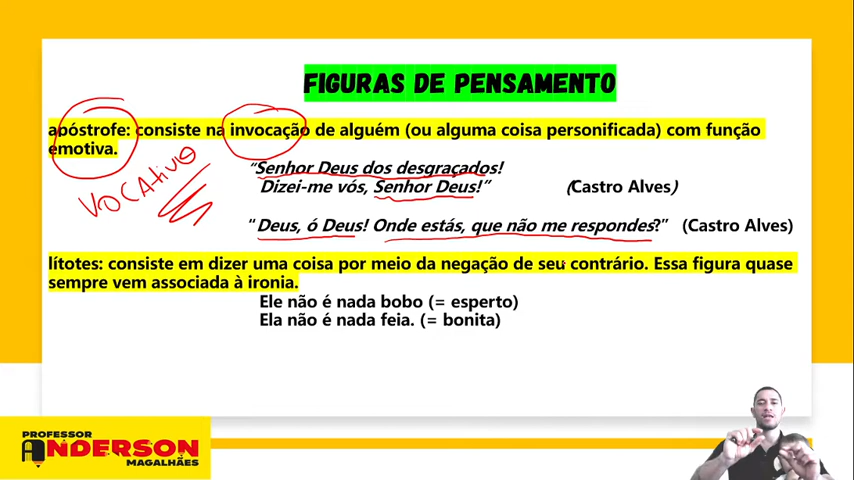 FIGURAS DE PENSAMENTO
apóstrofe: consiste na invocação de alguém (ou alguma coisa personificada) com função
emotiva.
"Senhor Deus dos desgraçados!
Dizei-me vós, Senhor Deus!" (Castro Alves)
VOCAtivo
"Deus, ó Deus! Onde estás, que não me respondes?" (Castro Alves)
lítotes: consiste em dizer uma coisa por meio da negação de seu contrário. Essa figura quase
sempre vem associada à ironia.
Ele não é nada bobo (= esperto)
Ela não é nada feia. (= bonita)
PROFESSOR
ANDERSON
MAGALHÃES